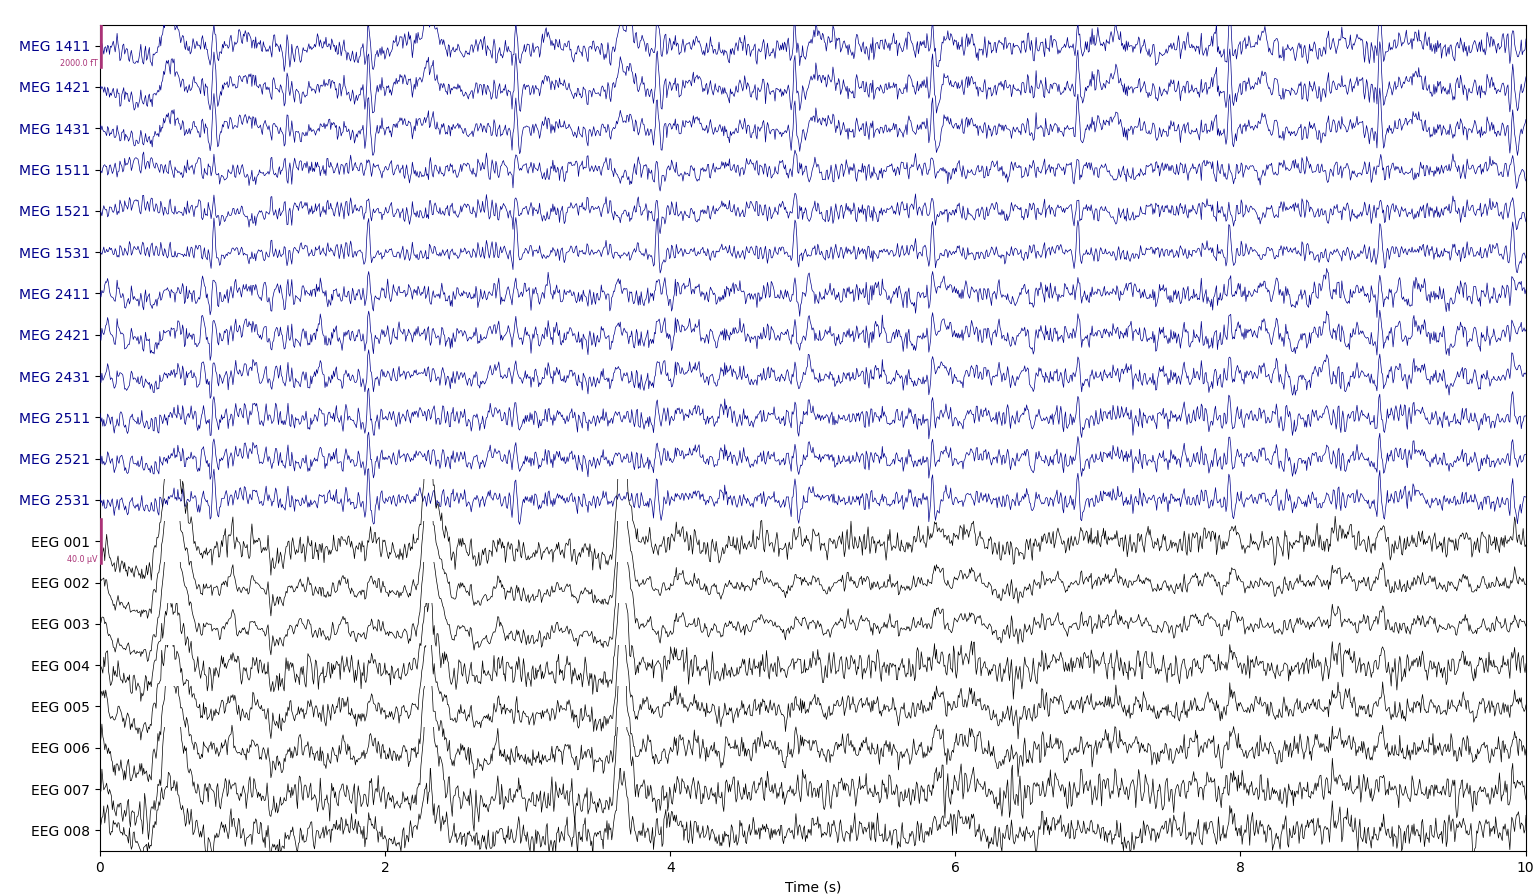 MEG 1411
2000.0 fT
MEG 1421
MEG 1431
MEG 1511
MEG 1521
MEG 1531
MEG 2411
MEG 2421
MEG 2431
MEG 2511
MEG 2521
MEG 2531
EEG 001
40.0 µV
EEG 002
EEG 003
EEG 004
EEG 005
EEG 006
EEG 007
EEG 008
0 2 4 6 8 10
Time (s)